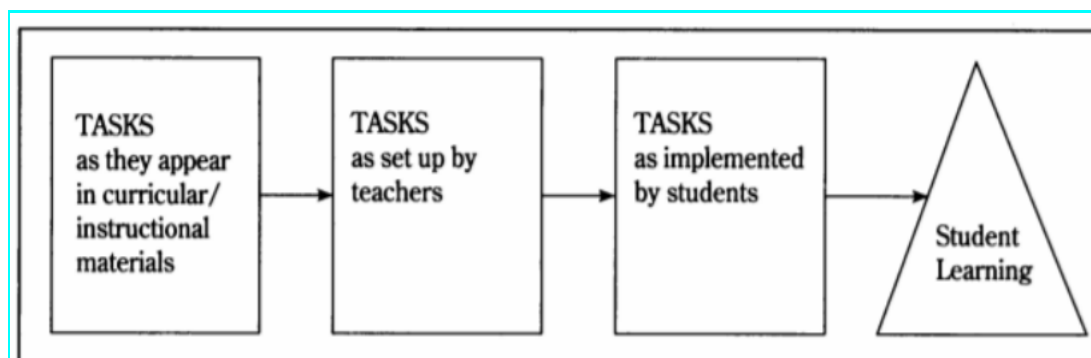 TASKS
as they appear
in curricular/
instructional
materials
TASKS
as set up by
teachers
TASKS
as implemented
by students
Student
Learning